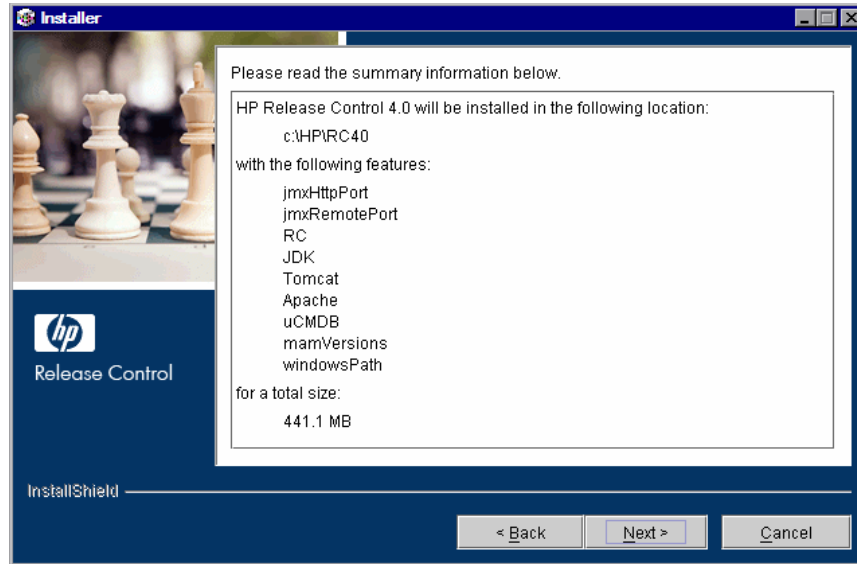 Installer
Please read the summary information below.
HP Release Control 4.0 will be installed in the following location:
c:\HP\RC40
with the following features:
jmxHttpPort
jmxRemotePort
RC
JDK
Tomcat
Apache
uCMDB
mamVersions
windowsPath
for a total size:
441.1 MB
hp
Release Control
InstallShield
< Back
Next >
Cancel